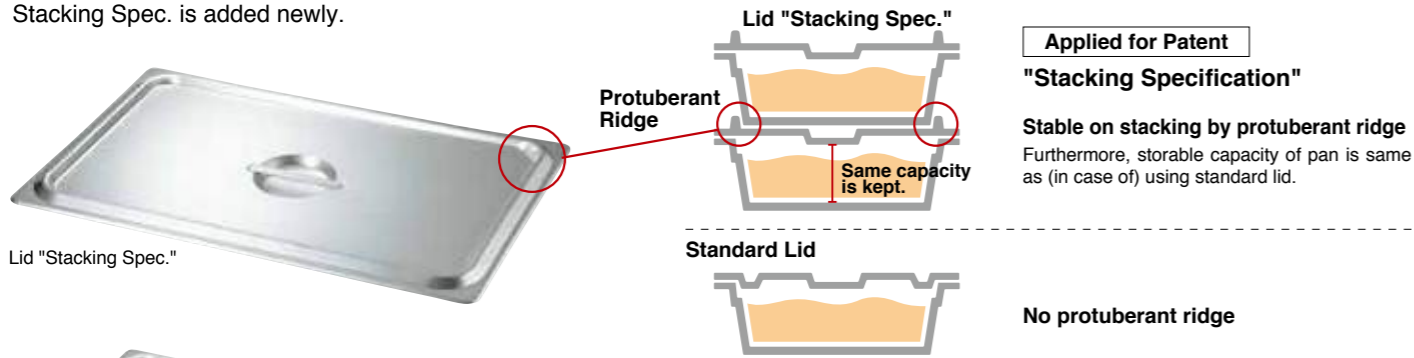 Stacking Spec. is added newly.
Lid "Stacking Spec."
Applied for Patent
"Stacking Specification"
Protuberant
Ridge
Stable on stacking by protuberant ridge
Furthermore, storable capacity of pan is same
as (in case of) using standard lid.
Same capacity
is kept.
Lid "Stacking Spec."
Standard Lid
No protuberant ridge